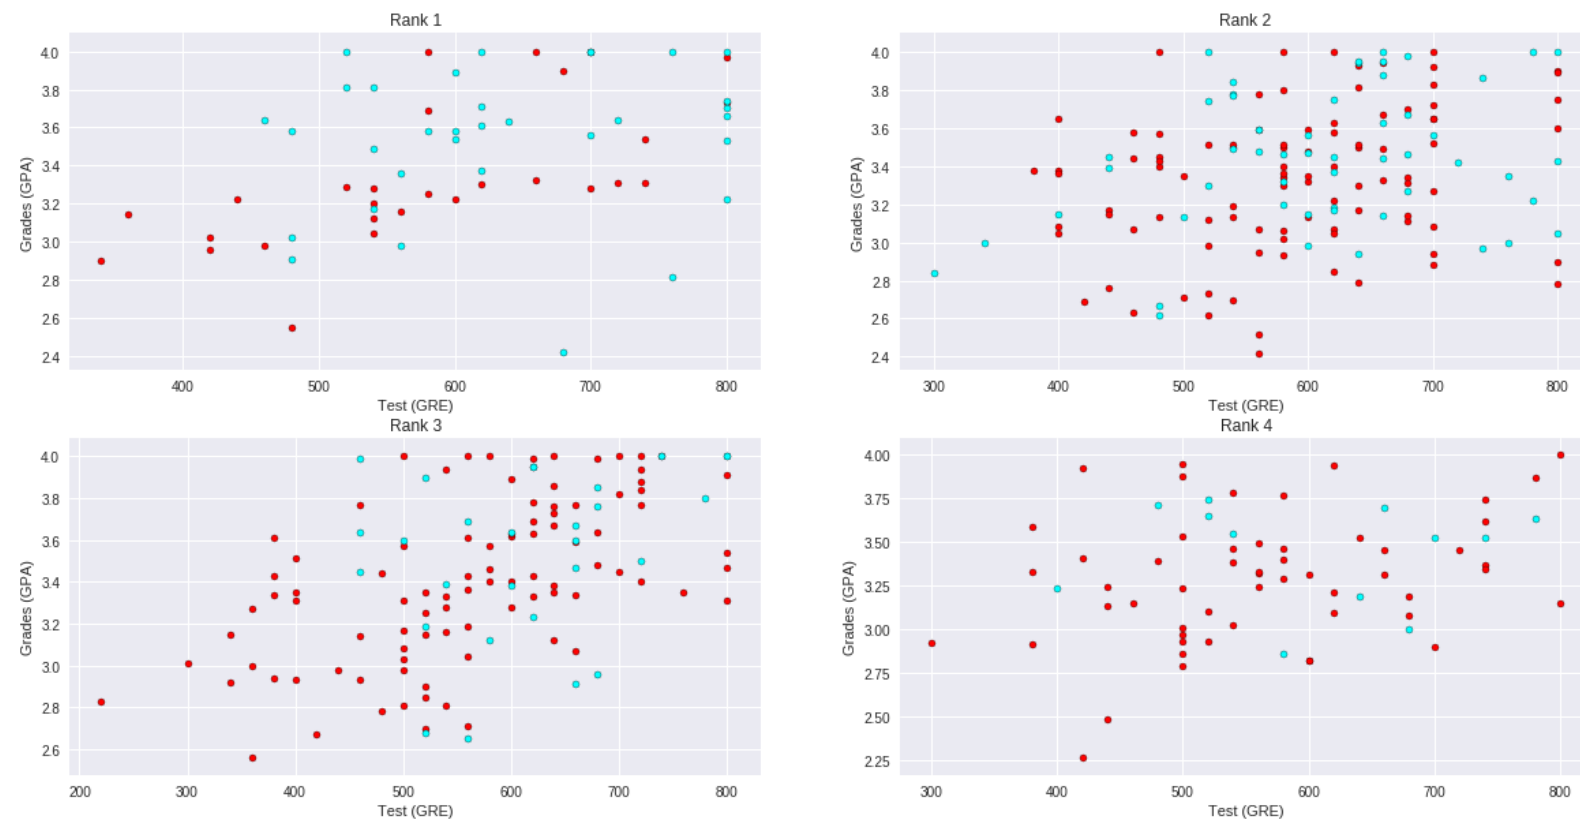 Rank 1
4.0
3.8
3.6
3.4
3.2
3.0
2.8
2.6
2.4
Grades (GPA)
400 500 600 700 800
Test (GRE)
Rank 2
4.0
3.8
3.6
3.4
3.2
3.0
2.8
2.6
2.4
Grades (GPA)
300 400 500 600 700 800
Test (GRE)
Rank 3
4.0
3.8
3.6
3.4
3.2
3.0
2.8
2.6
Grades (GPA)
200 300 400 500 600 700 800
Test (GRE)
Rank 4
4.00
3.75
3.50
3.25
3.00
2.75
2.50
2.25
Grades (GPA)
300 400 500 600 700 800
Test (GRE)